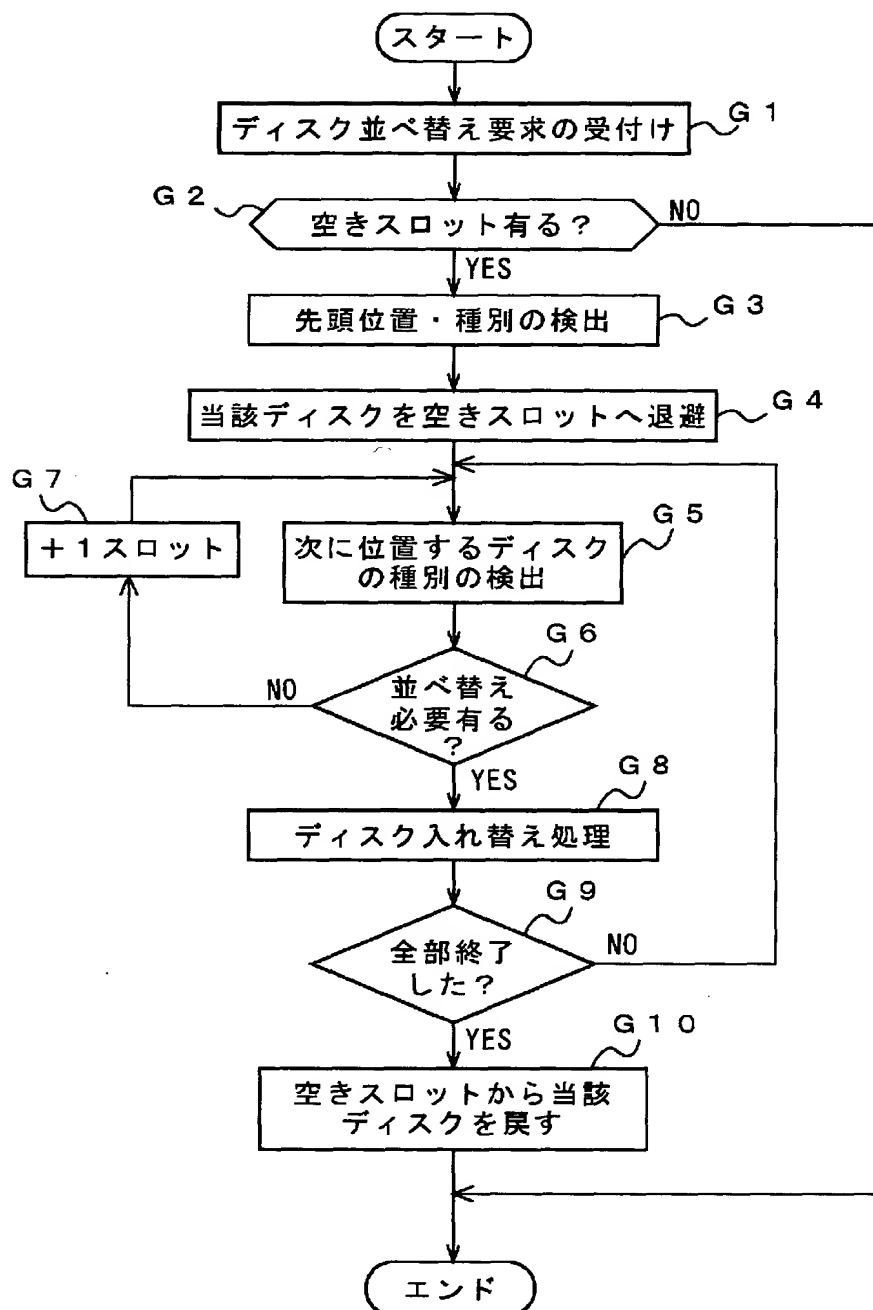 スタート
G1
ディスク並べ替え要求の受付け
G2
空きスロット有る?
NO
YES
G3
先頭位置・種別の検出
G4
当該ディスクを空きスロットへ退避
G7
+1スロット
G5
次に位置するディスク
の種別の検出
G6
並べ替え
必要有る
?
NO
YES
G8
ディスク入れ替え処理
G9
全部終了
した?
NO
YES
G10
空きスロットから当該
ディスクを戻す
エンド